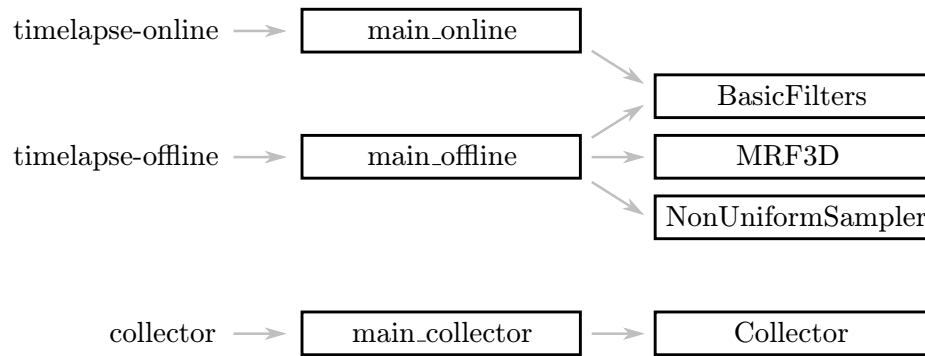 timelapse-online
main_online
BasicFilters
timelapse-offline
main_offline
MRF3D
NonUniformSampler
collector
main_collector
Collector